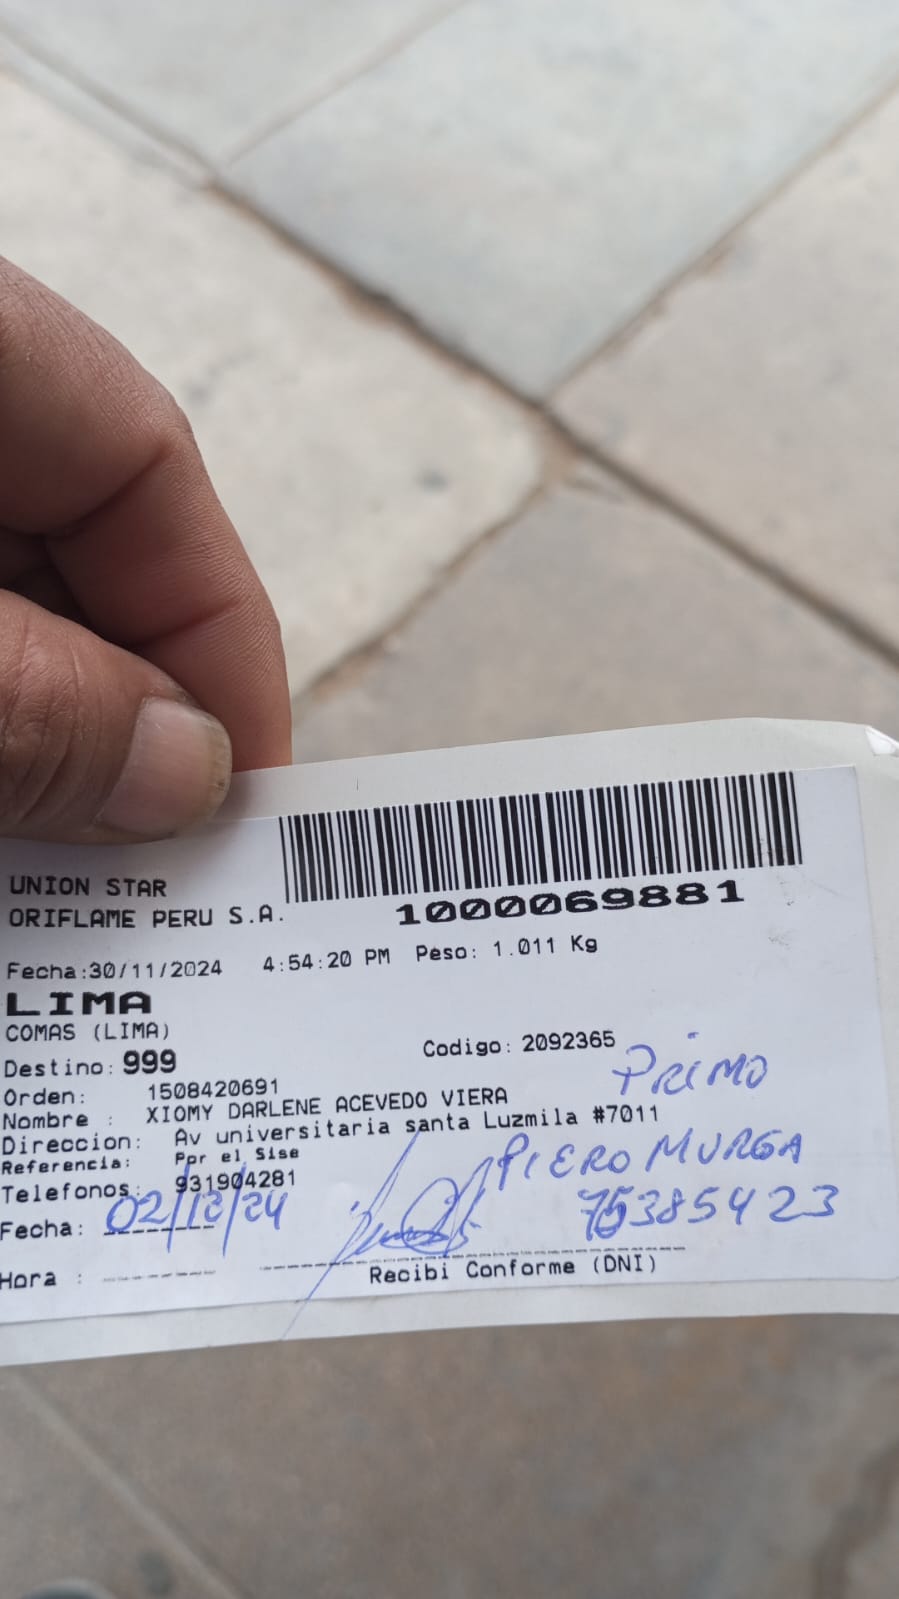 UNION STAR
ORIFLAME PERU S.A.
1000069881
Fecha:30/11/2024 4:54:20 PM Peso: 1.011 Kg
LIMA
COMAS (LIMA)
Destino: 999 Codigo: 2092365
PRIMO
Orden: 1508420691
Nombre : XIOMY DARLENE ACEVEDO VIERA
Direccion: Av universitaria santa Luzmila #7011
Referencia: Por el Sise
PIERO MURGA
Telefonos: 931904281
75385423
Fecha: 02/12/24
Hora :
Recibi Conforme (DNI)